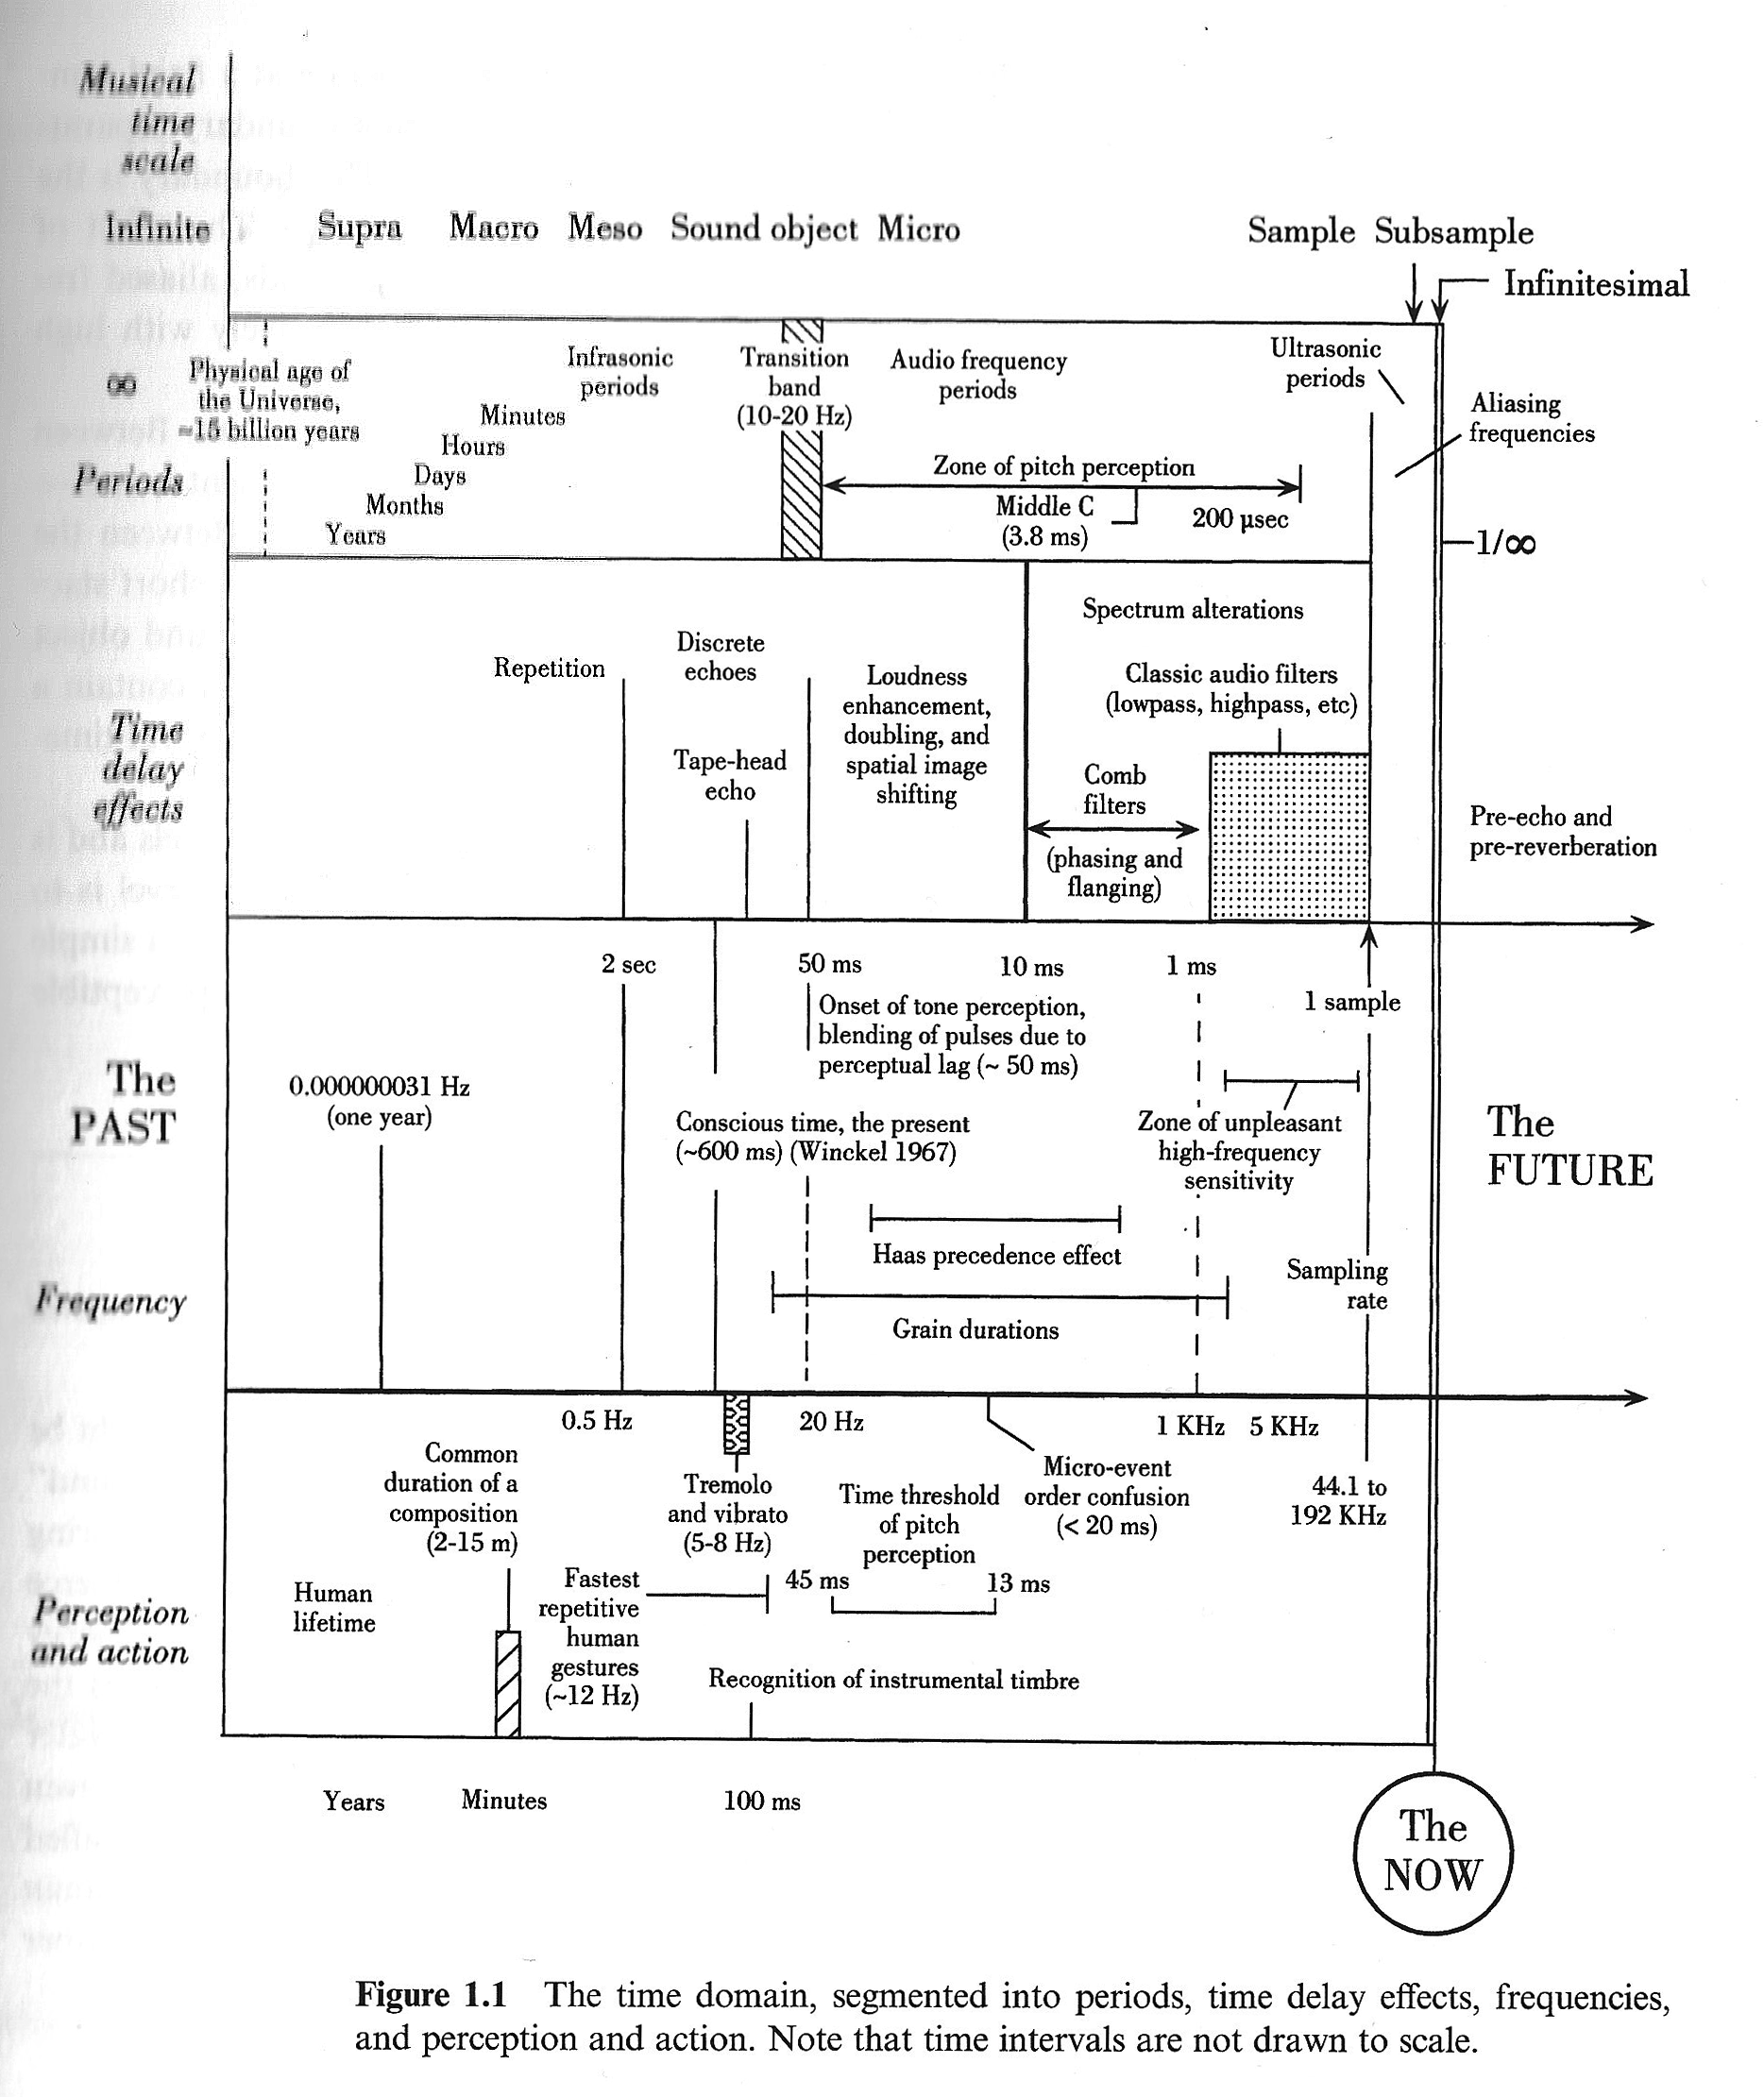 Musical
time
scale
Infinite Supra Macro Meso Sound object Micro Sample Subsample
Infinitesimal
∞
Physical age of
the Universe,
≈15 billion years
Infrasonic
periods
Transition
band
(10-20 Hz)
Audio frequency
periods
Ultrasonic
periods
Aliasing
frequencies
Periods
Minutes
Hours
Days
Months
Years
Zone of pitch perception
Middle C
(3.8 ms)
200 µsec
1/∞
Time
delay
effects
Repetition
Discrete
echoes
Tape-head
echo
Loudness
enhancement,
doubling, and
spatial image
shifting
Spectrum alterations
Classic audio filters
(lowpass, highpass, etc)
Comb
filters
(phasing and
flanging)
Pre-echo and
pre-reverberation
2 sec 50 ms 10 ms 1 ms
1 sample
Onset of tone perception,
blending of pulses due to
perceptual lag (~ 50 ms)
The
PAST
0.000000031 Hz
(one year)
Conscious time, the present
(~600 ms) (Winckel 1967)
Zone of unpleasant
high-frequency
sensitivity
The
FUTURE
Haas precedence effect
Frequency
Grain durations
Sampling
rate
0.5 Hz 20 Hz 1 KHz 5 KHz
44.1 to
192 KHz
Common
duration of a
composition
(2-15 m)
Tremolo
and vibrato
(5-8 Hz)
Time threshold
of pitch
perception
45 ms 13 ms
Micro-event
order confusion
(< 20 ms)
Perception
and action
Human
lifetime
Fastest
repetitive
human
gestures
(~12 Hz)
Recognition of instrumental timbre
Years Minutes 100 ms
The
NOW
Figure 1.1 The time domain, segmented into periods, time delay effects, frequencies,
and perception and action. Note that time intervals are not drawn to scale.